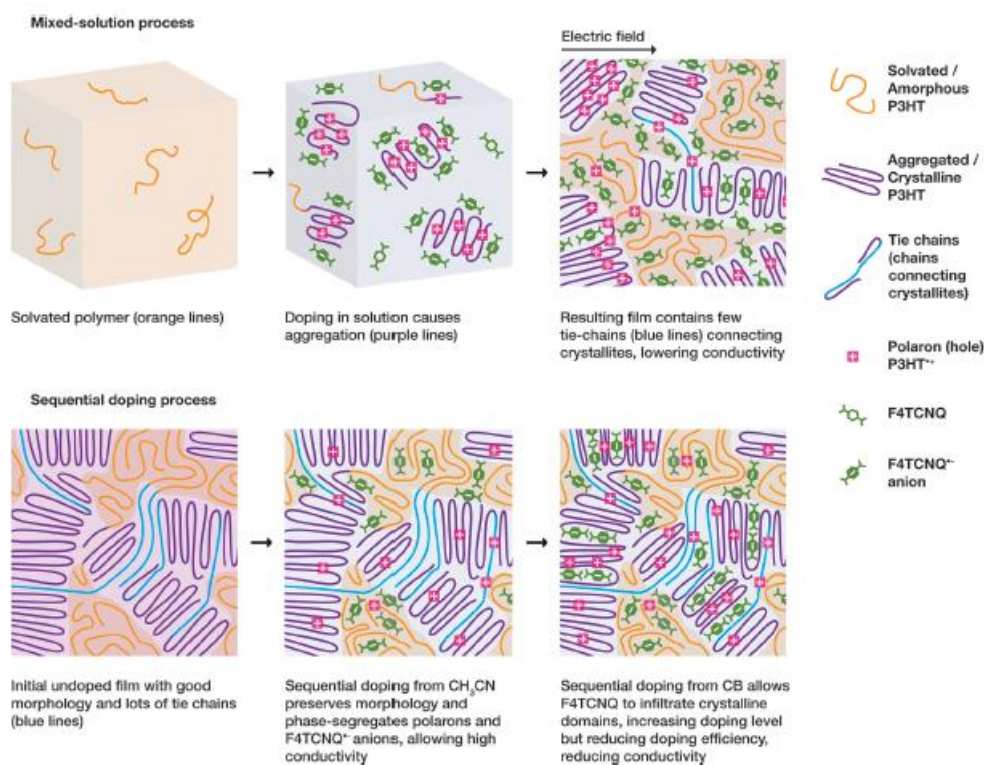 Mixed-solution process
Electric field
Solvated polymer (orange lines)
Doping in solution causes
aggregation (purple lines)
Resulting film contains few
tie-chains (blue lines) connecting
crystallites, lowering conductivity
Solvated /
Amorphous
P3HT
Aggregated /
Crystalline
P3HT
Tie chains
(chains
connecting
crystallites)
Polaron (hole)
P3HT•+
F4TCNQ
F4TCNQ•-
anion
Sequential doping process
Initial undoped film with good
morphology and lots of tie chains
(blue lines)
Sequential doping from CH₃CN
preserves morphology and
phase-segregates polarons and
F4TCNQ•- anions, allowing high
conductivity
Sequential doping from CB allows
F4TCNQ to infiltrate crystalline
domains, increasing doping level
but reducing doping efficiency,
reducing conductivity